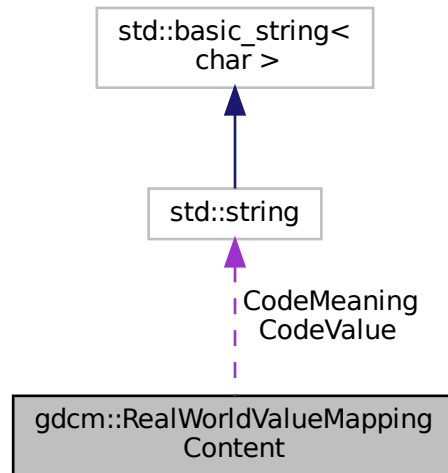 std::basic_string<
char >
std::string
CodeMeaning
CodeValue
gdcm::RealWorldValueMapping
Content